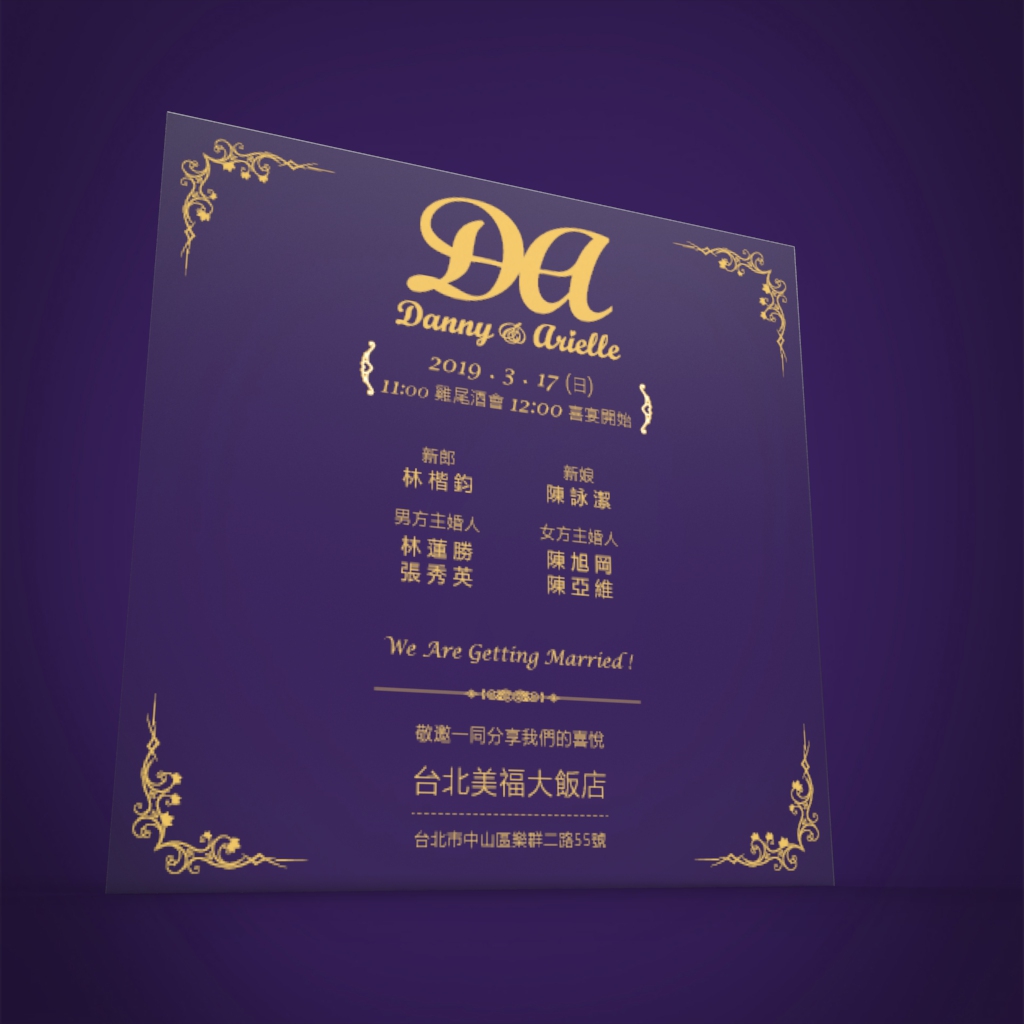 DA
Danny & Arielle
2019 . 3 . 17 (日)
11:00 雞尾酒會 12:00 喜宴開始
新郎
林楷鈞
新娘
陳詠潔
男方主婚人
林蓮勝
張秀英
女方主婚人
陳旭岡
陳亞維
We Are Getting Married!
敬邀一同分享我們的喜悅
台北美福大飯店
台北市中山區樂群二路55號